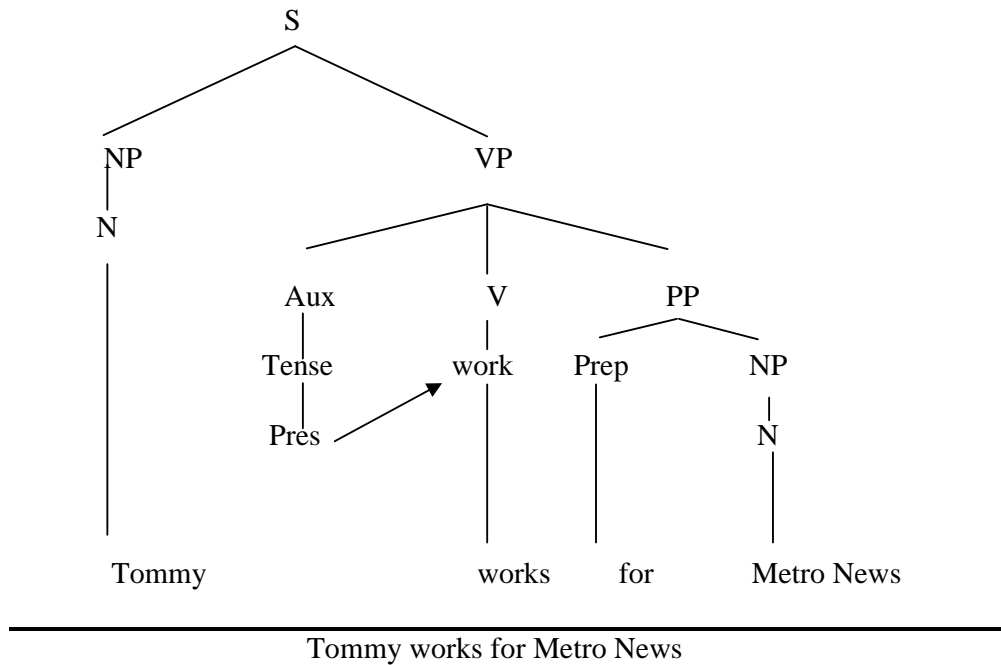 S
NP VP
N
Aux V PP
Tense work Prep NP
Pres N
Tommy works for Metro News
Tommy works for Metro News